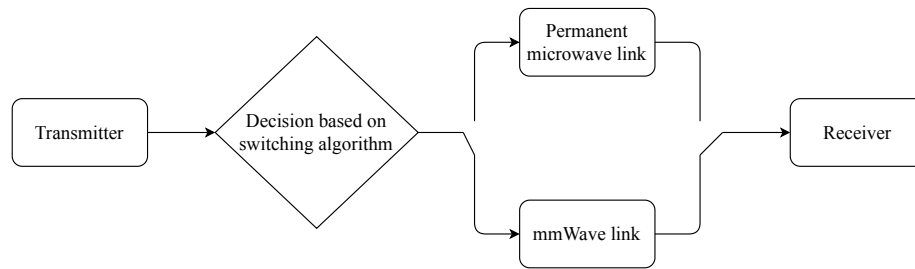 Transmitter
Decision based on
switching algorithm
Permanent
microwave link
mmWave link
Receiver